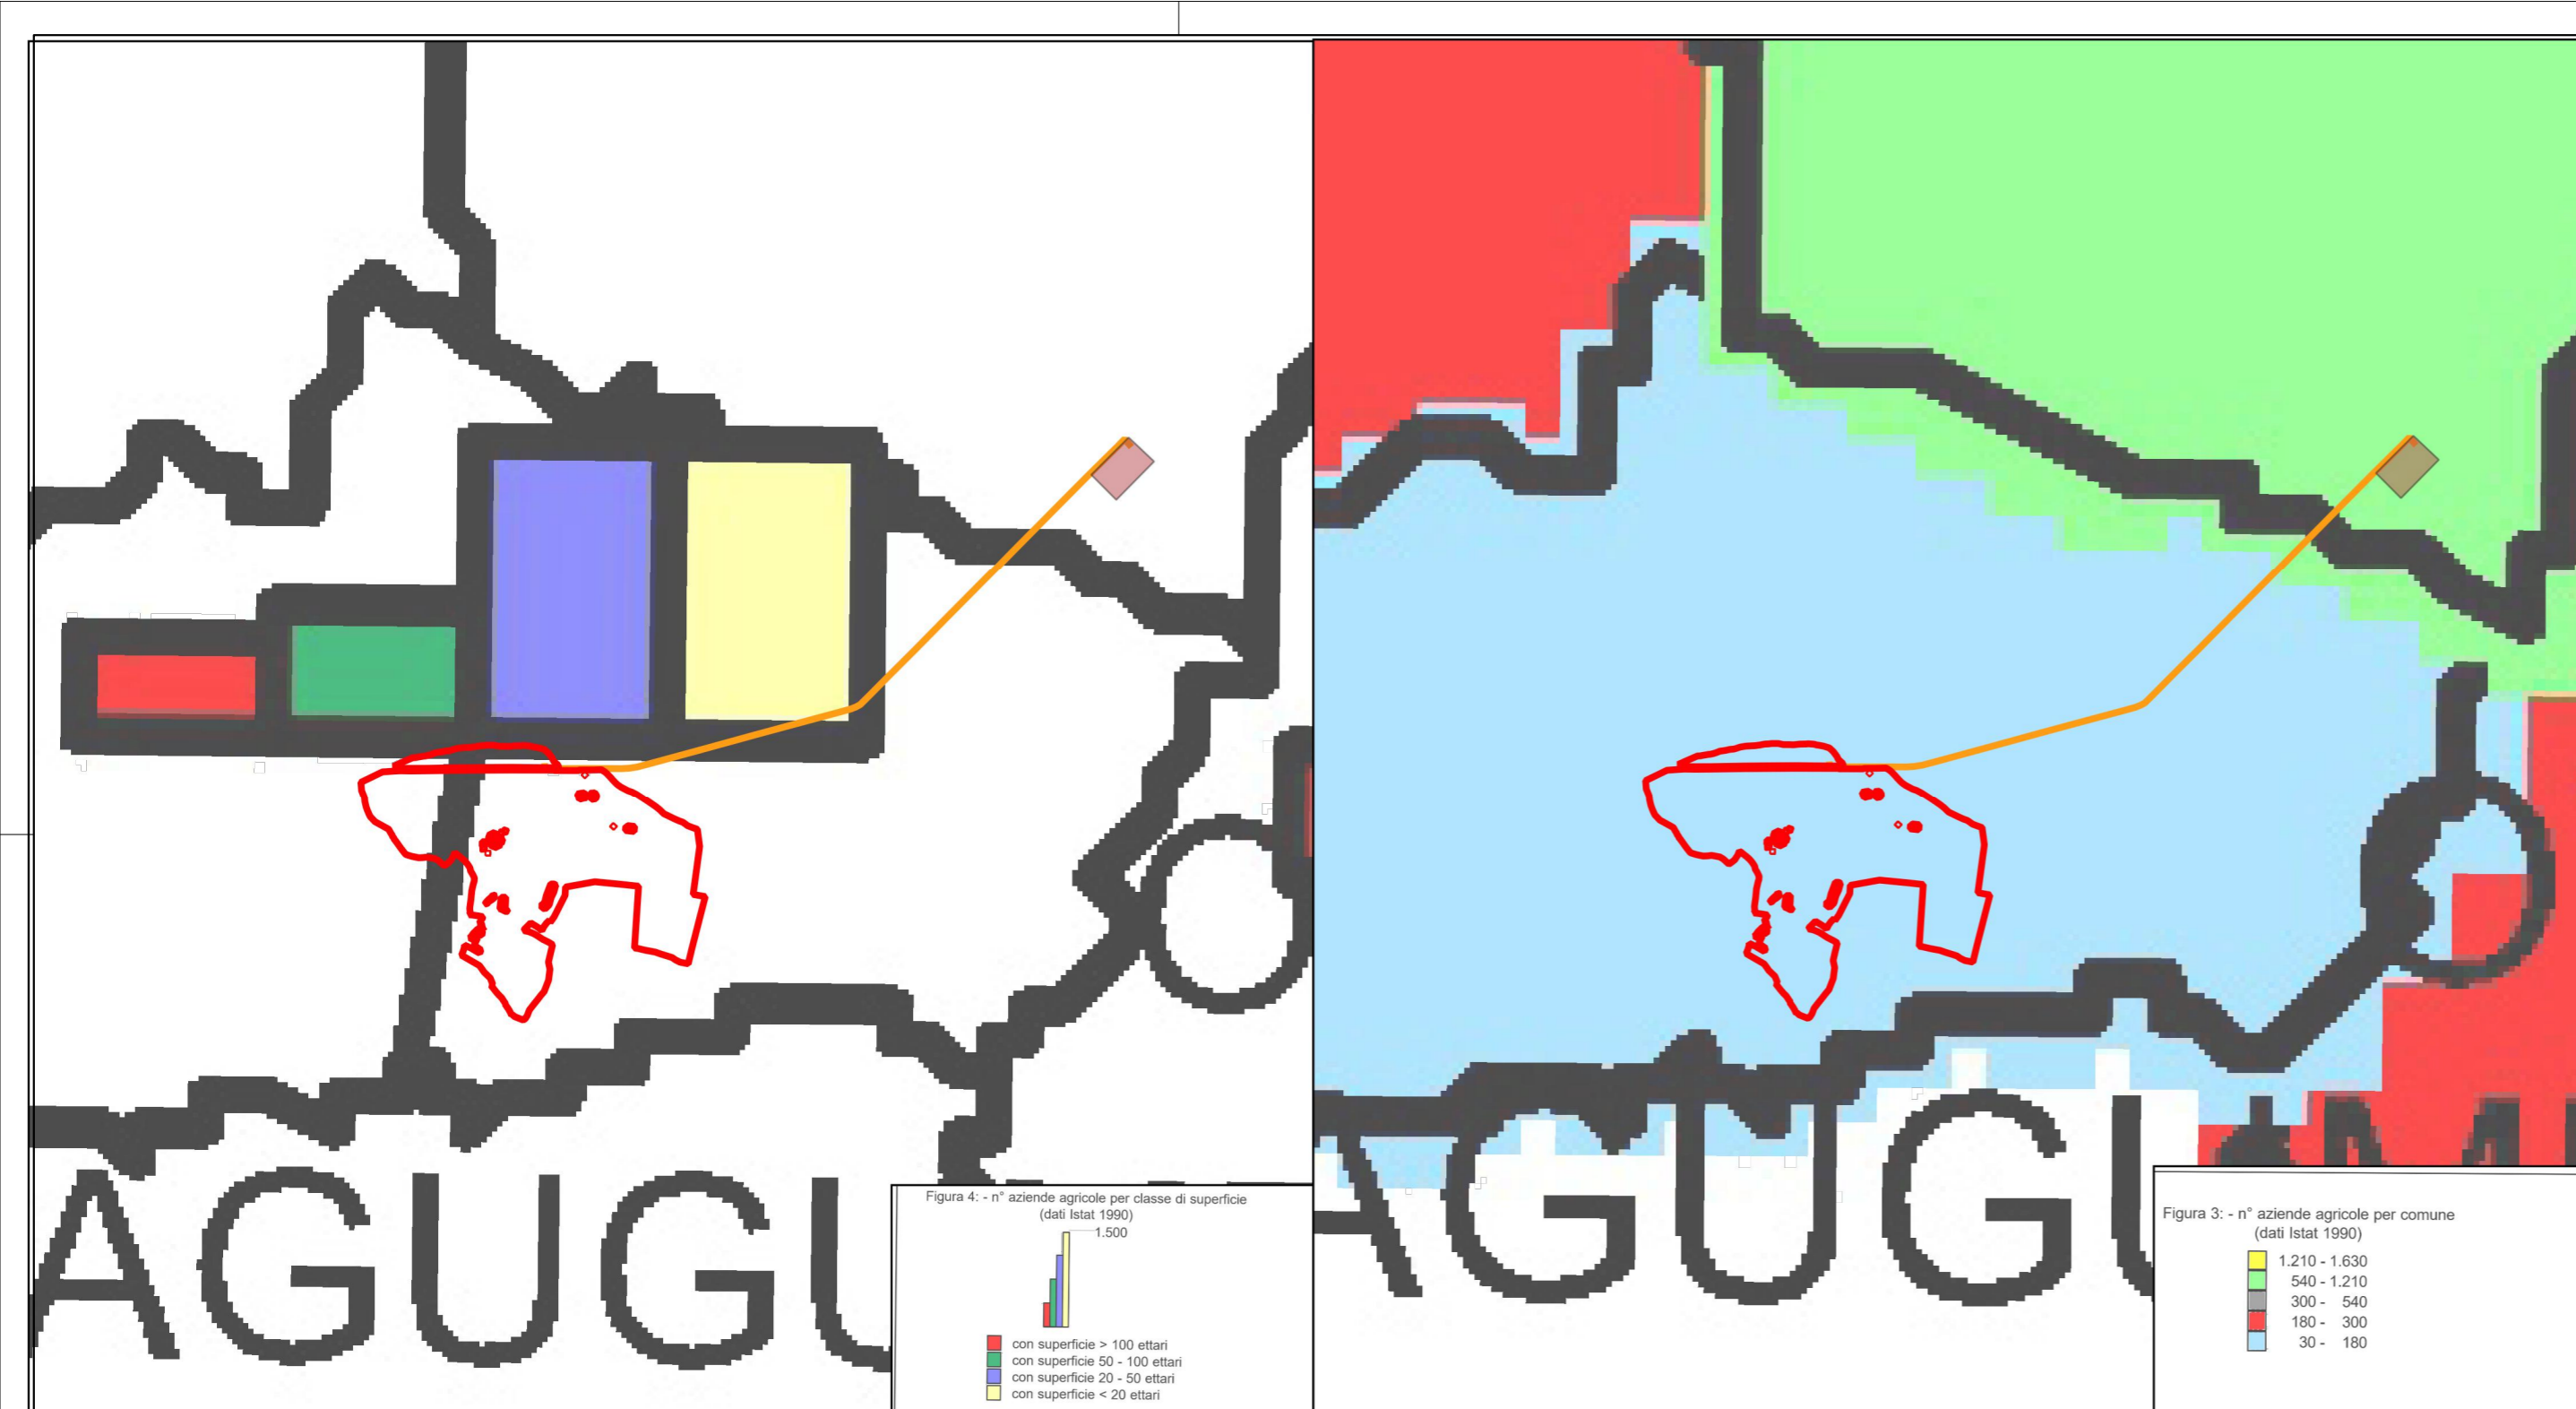 AGUGU
Figura 4: - n° aziende agricole per classe di superficie
(dati Istat 1990)
1.500
con superficie > 100 ettari
con superficie 50 - 100 ettari
con superficie 20 - 50 ettari
con superficie < 20 ettari
AGUGU
Figura 3: - n° aziende agricole per comune
(dati Istat 1990)
1.210 - 1.630
540 - 1.210
300 - 540
180 - 300
30 - 180